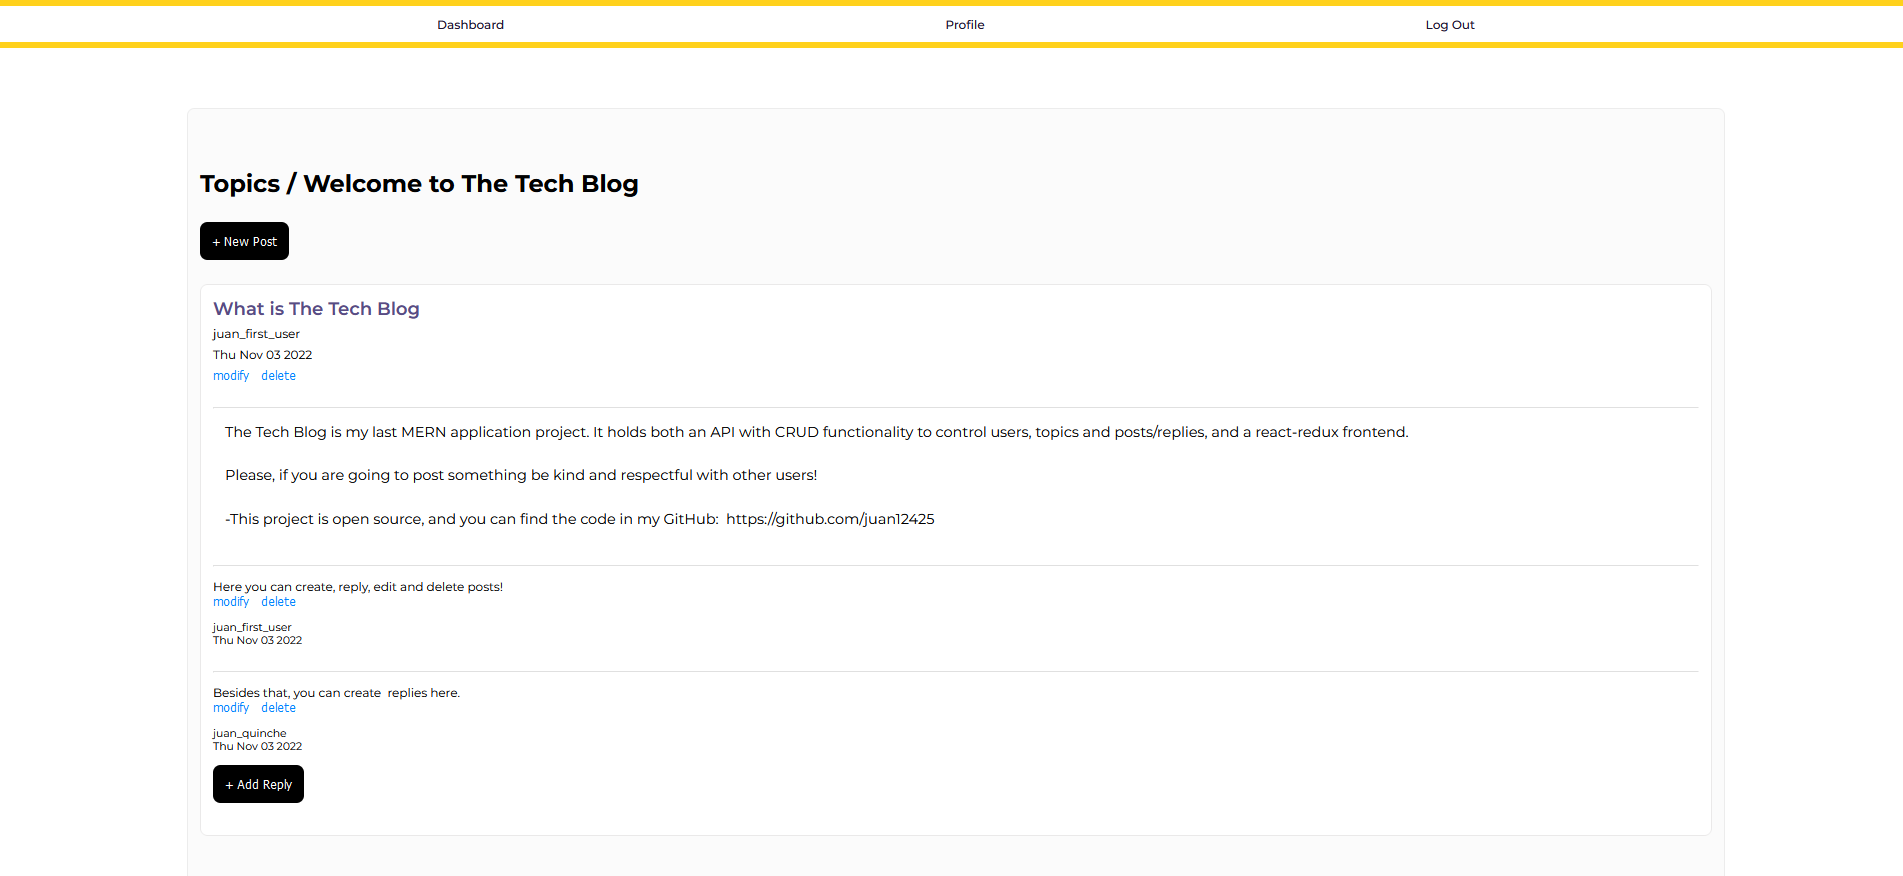 Dashboard Profile Log Out
Topics / Welcome to The Tech Blog
+ New Post
What is The Tech Blog
juan_first_user
Thu Nov 03 2022
modify delete
The Tech Blog is my last MERN application project. It holds both an API with CRUD functionality to control users, topics and posts/replies, and a react-redux frontend.
Please, if you are going to post something be kind and respectful with other users!
-This project is open source, and you can find the code in my GitHub:  https://github.com/juan12425
Here you can create, reply, edit and delete posts!
modify delete
juan_first_user
Thu Nov 03 2022
Besides that, you can create  replies here.
modify delete
juan_quinche
Thu Nov 03 2022
+ Add Reply